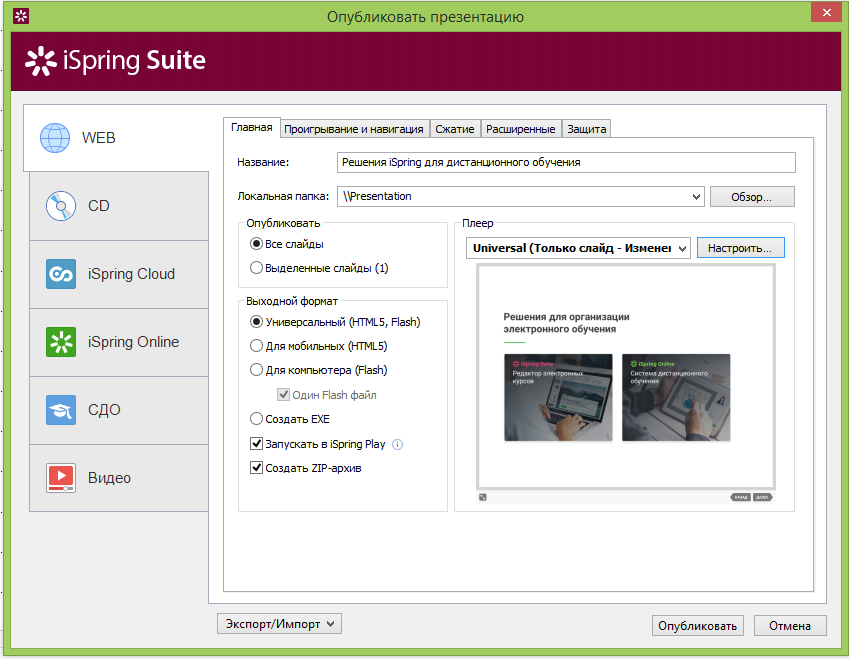 Опубликовать презентацию
iSpring Suite
WEB
CD
iSpring Cloud
iSpring Online
СДО
Видео
Главная
Проигрывание и навигация
Сжатие
Расширенные
Защита
Название:
Решения iSpring для дистанционного обучения
Локальная папка:
\\Presentation
Обзор...
Опубликовать
Все слайды
Выделенные слайды (1)
Выходной формат
Универсальный (HTML5, Flash)
Для мобильных (HTML5)
Для компьютера (Flash)
Один Flash файл
Создать EXE
Запускать в iSpring Play
Создать ZIP-архив
Плеер
Universal (Только слайд - Изменен
Настроить...
Решения для организации
электронного обучения
iSpring Suite
Редактор электронных
курсов
iSpring Online
Система дистанционного
обучения
НАЗАД
ДАЛЕЕ
Экспорт/Импорт
Опубликовать
Отмена